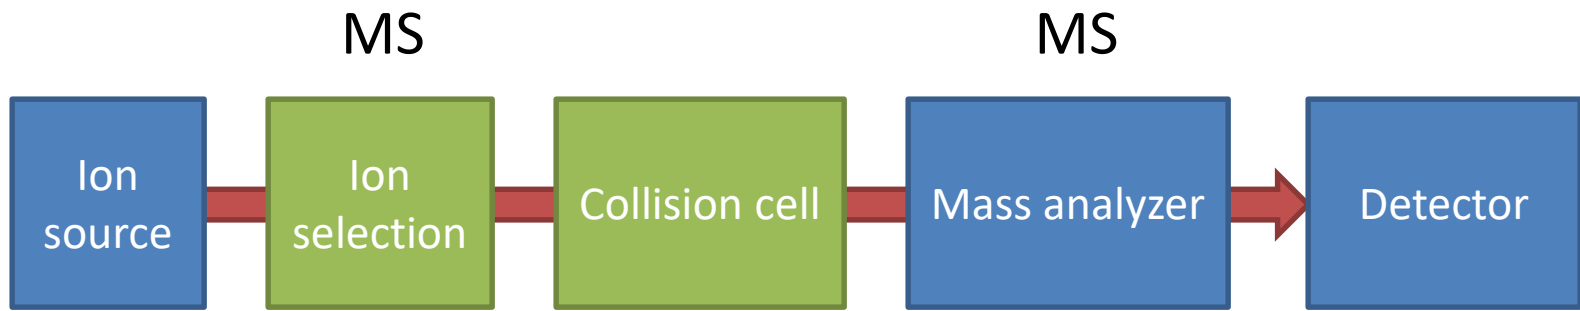 MS
MS
Ion
source
Ion
selection
Collision cell
Mass analyzer
Detector